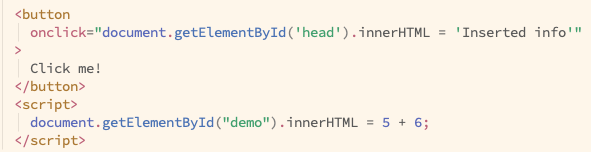 <button
onclick="document.getElementById('head').innerHTML = 'Inserted info'"
>
Click me!
</button>
<script>
document.getElementById("demo").innerHTML = 5 + 6;
</script>